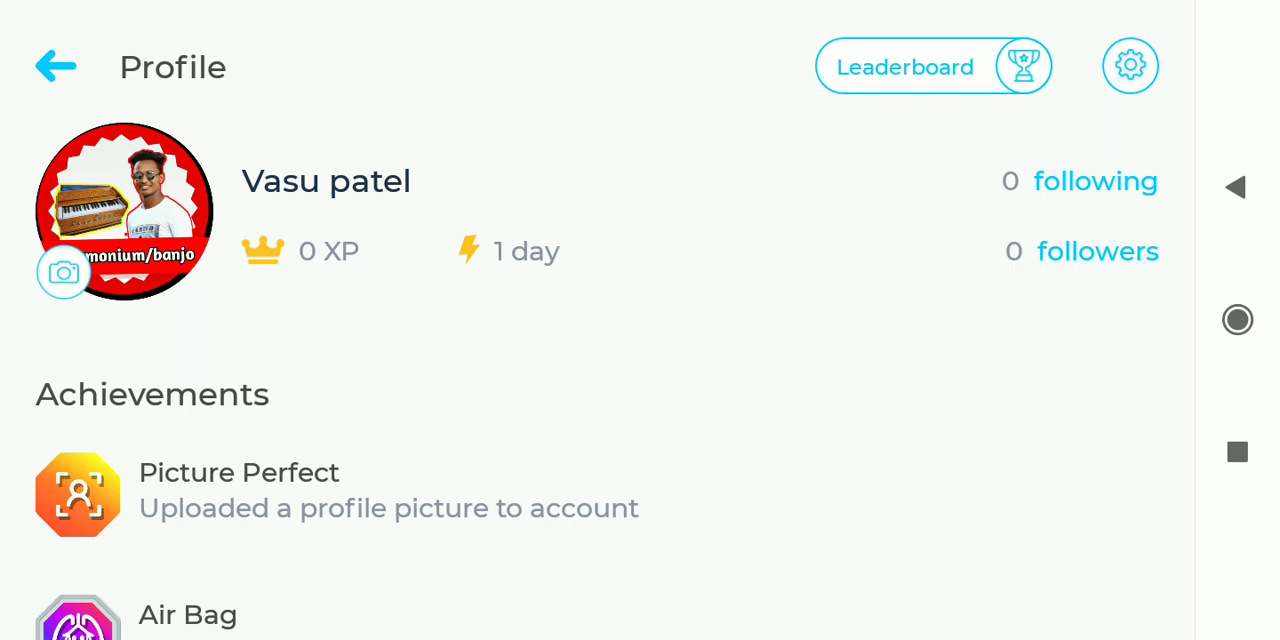 Profile
Leaderboard
Vasu patel
0 following
0 XP
1 day
0 followers
monium/banjo
Achievements
Picture Perfect
Uploaded a profile picture to account
Air Bag